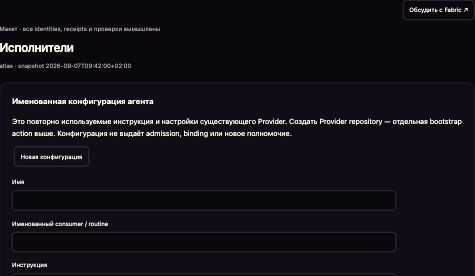 Обсудить с Fabric ↗
Макет · все identities, receipts и проверки вымышлены
Исполнители
atlas · snapshot 2026-09-07T09:42:00+02:00
Именованная конфигурация агента
Это повторно используемые инструкция и настройки существующего Provider. Создать Provider repository — отдельная bootstrap
action выше. Конфигурация не выдаёт admission, binding или новое полномочие.
Новая конфигурация
Имя
Именованный consumer / routine
Инструкция